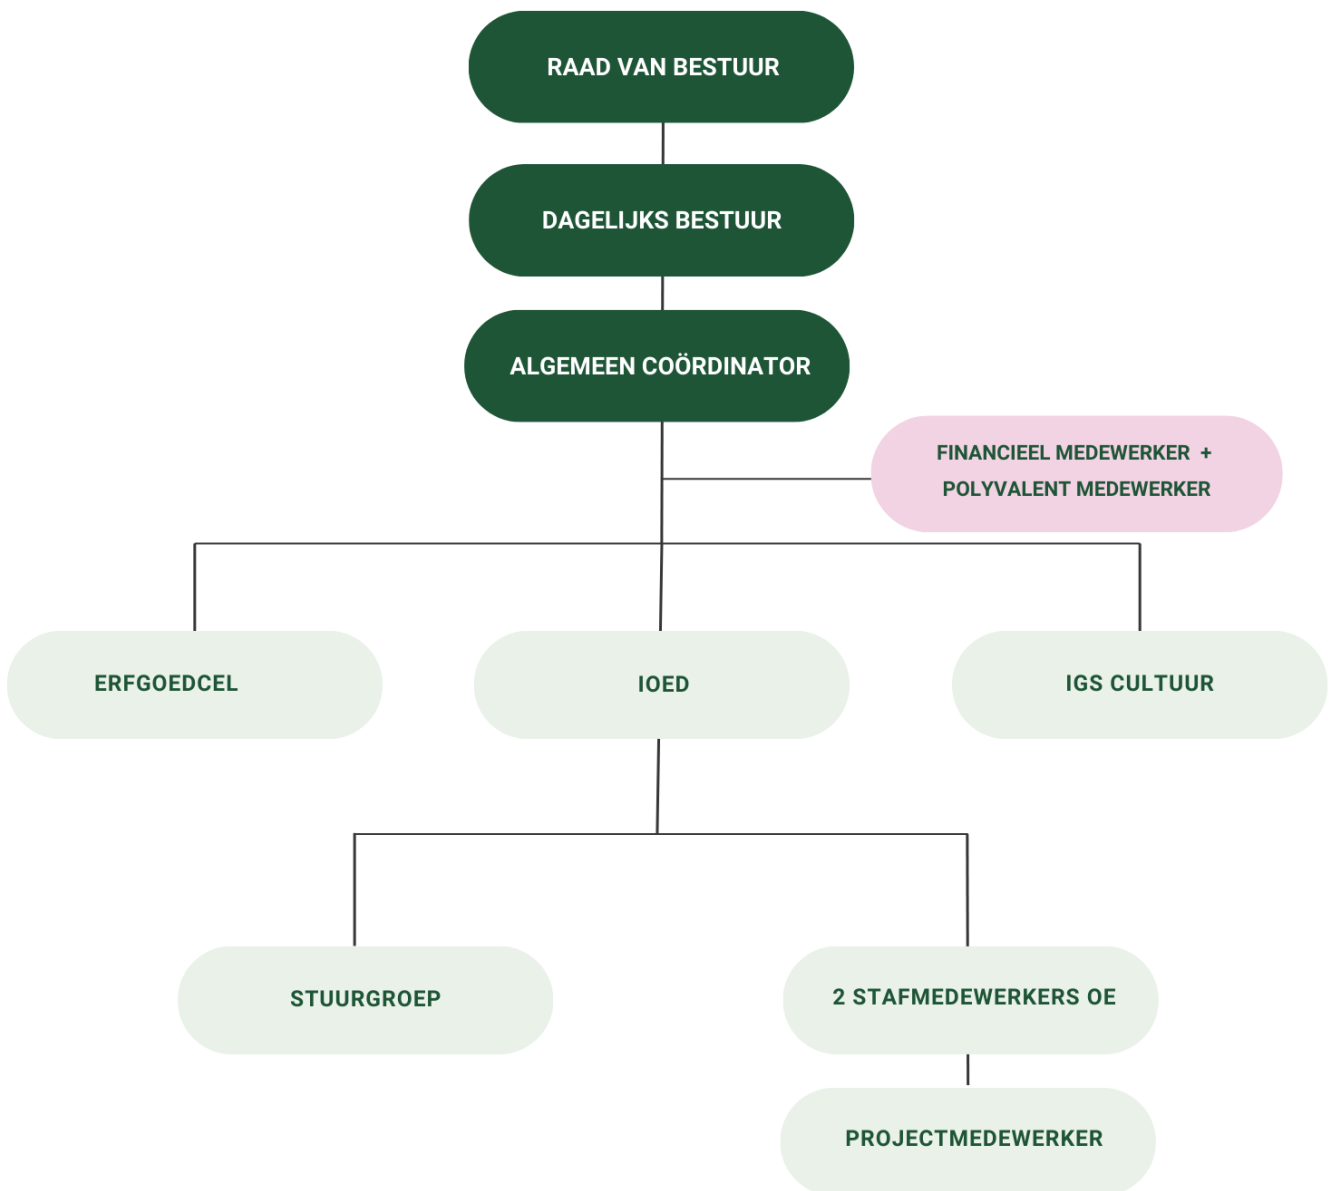 RAAD VAN BESTUUR
DAGELIJKS BESTUUR
ALGEMEEN COÖRDINATOR
FINANCIEEL MEDEWERKER +
POLYVALENT MEDEWERKER
ERFGOEDCEL
IOED
IGS CULTUUR
STUURGROEP
2 STAFMEDEWERKERS OE
PROJECTMEDEWERKER